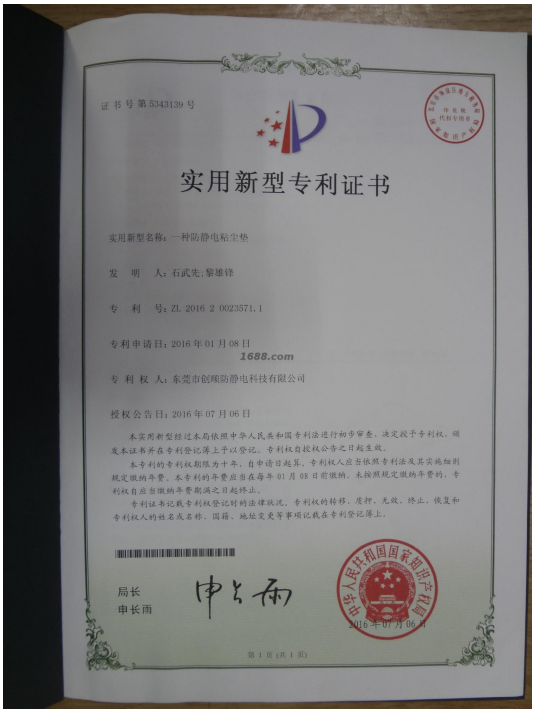 证书号第5343139号
实用新型专利证书
实用新型名称：一种防静电粘尘垫
发 明 人：石武先;黎雄锋
专 利 号：ZL 2016 2 0023571.1
专利申请日：2016年01月08日
1688.com
专 利 权 人：东莞市创硕防静电科技有限公司
授权公告日：2016年07月06日
本实用新型经过本局依照中华人民共和国专利法进行初步审查，决定授予专利权，颁
发本证书并在专利登记簿上予以登记。专利权自授权公告之日起生效。
本专利的专利权期限为十年，自申请日起算。专利权人应当依照专利法及其实施细则
规定缴纳年费。本专利的年费应当在每年01月08日前缴纳。未按照规定缴纳年费的，专
利权自应当缴纳年费期满之日起终止。
专利证书记载专利权登记时的法律状况。专利权的转移、质押、无效、终止、恢复和
专利权人的姓名或名称、国籍、地址变更等事项记载在专利登记簿上。
局长
申长雨
申长雨
中华人民共和国国家知识产权局
2016年07月06日
第1页(共1页)